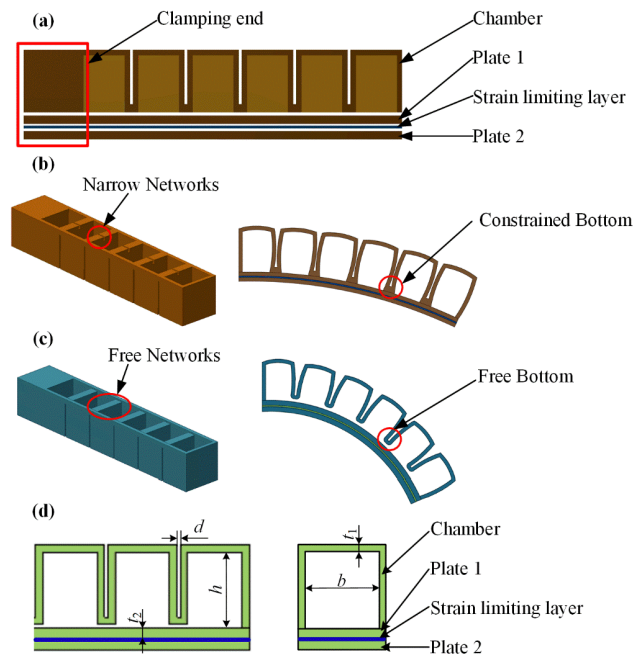 (a)
Clamping end
Chamber
Plate 1
Strain limiting layer
Plate 2
(b)
Narrow Networks
Constrained Bottom
(c)
Free Networks
Free Bottom
(d)
d
t1
Chamber
h
b
Plate 1
t2
Strain limiting layer
Plate 2